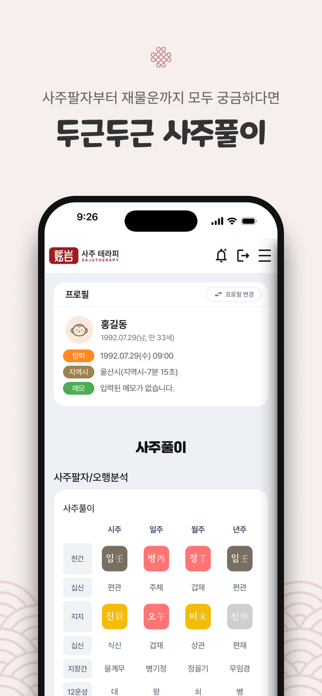 사주팔자부터 재물운까지 모두 궁금하다면
두근두근 사주풀이
9:26
사주 테라피
SAJUTHERAPY
프로필
프로필 변경
홍길동
1992.07.29(남, 만 33세)
양력 1992.07.29(수) 09:00
지역시 울산시(지역시-7분 15초)
메모 입력된 메모가 없습니다.
사주풀이
사주팔자/오행분석
사주풀이
시주 일주 월주 년주
천간 임壬 병丙 정丁 임壬
십신 편관 주체 겁재 편관
지지 진辰 오午 미未 신申
십신 식신 겁재 상관 편재
지장간 을계무 병기정 정을기 무임경
12운성 대 왕 쇠 병